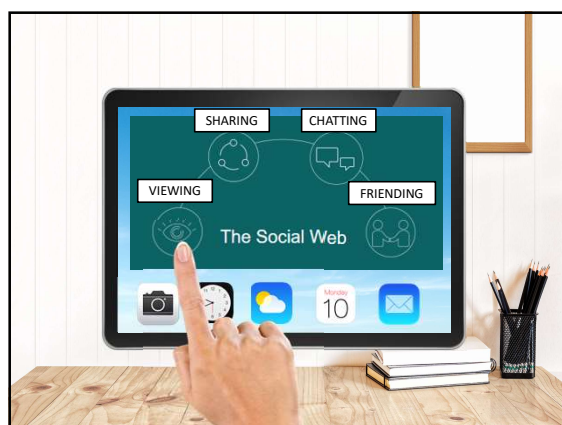 SHARING
CHATTING
VIEWING
FRIENDING
The Social Web
Monday
10